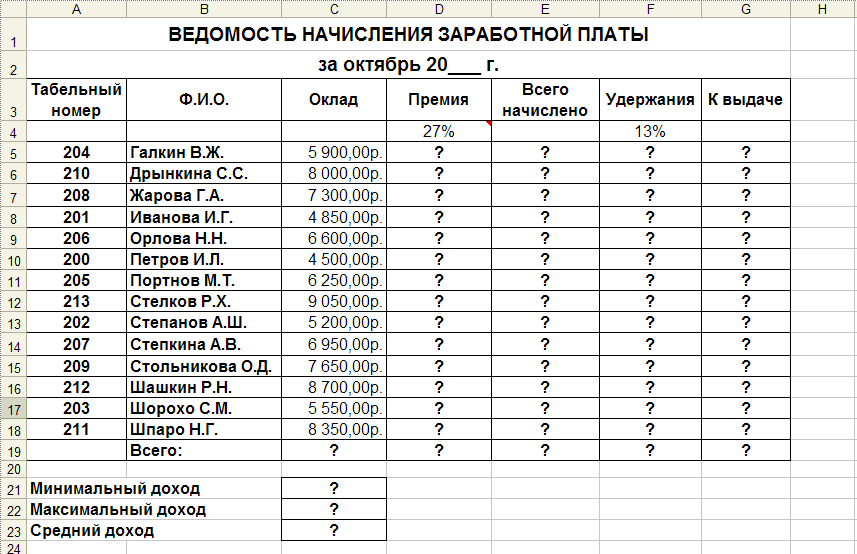 A B C D E F G H
1 ВЕДОМОСТЬ НАЧИСЛЕНИЯ ЗАРАБОТНОЙ ПЛАТЫ
2 за октябрь 20___ г.
3 Табельный номер Ф.И.О. Оклад Премия Всего начислено Удержания К выдаче
4 27% 13%
5 204 Галкин В.Ж. 5 900,00р. ? ? ? ?
6 210 Дрынкина С.С. 8 000,00р. ? ? ? ?
7 208 Жарова Г.А. 7 300,00р. ? ? ? ?
8 201 Иванова И.Г. 4 850,00р. ? ? ? ?
9 206 Орлова Н.Н. 6 600,00р. ? ? ? ?
10 200 Петров И.Л. 4 500,00р. ? ? ? ?
11 205 Портнов М.Т. 6 250,00р. ? ? ? ?
12 213 Стелков Р.Х. 9 050,00р. ? ? ? ?
13 202 Степанов А.Ш. 5 200,00р. ? ? ? ?
14 207 Степкина А.В. 6 950,00р. ? ? ? ?
15 209 Стольникова О.Д. 7 650,00р. ? ? ? ?
16 212 Шашкин Р.Н. 8 700,00р. ? ? ? ?
17 203 Шорохо С.М. 5 550,00р. ? ? ? ?
18 211 Шпаро Н.Г. 8 350,00р. ? ? ? ?
19 Всего: ? ? ? ? ?
20
21 Минимальный доход ?
22 Максимальный доход ?
23 Средний доход ?
24